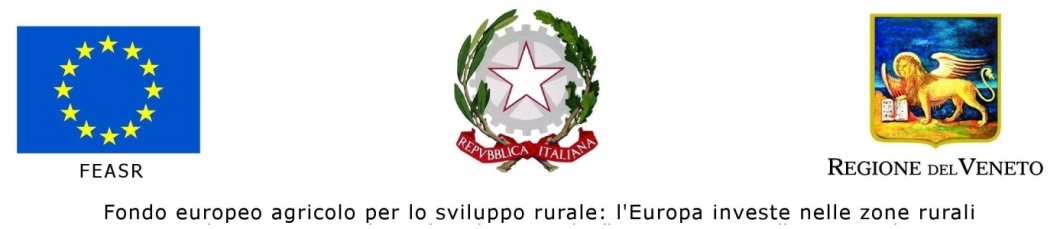 FEASR
REPVBBLICA ITALIANA
REGIONE DEL VENETO
Fondo europeo agricolo per lo sviluppo rurale: l'Europa investe nelle zone rurali